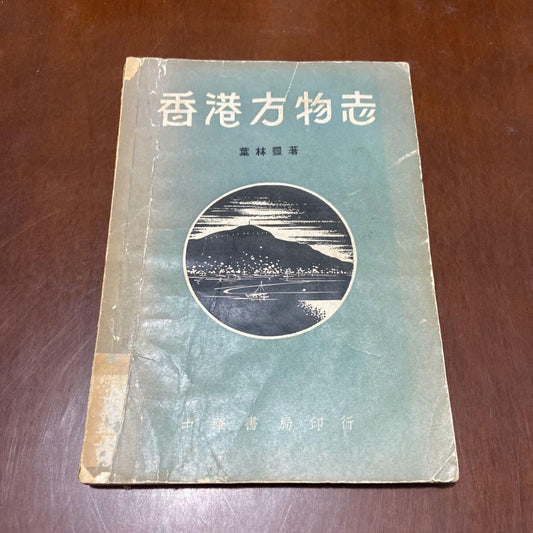 香港方物志
葉林豐著
中華書局印行